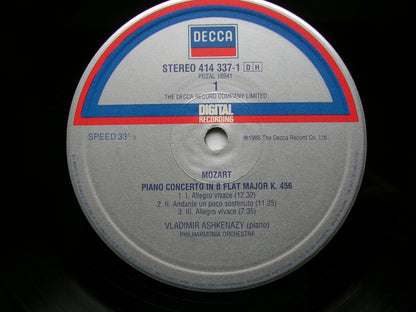 DECCA
STEREO 414 337-1 DH
POZAL 18941
1
THE DECCA RECORD COMPANY LIMITED
DIGITAL
RECORDING
SPEED 33⅓
℗1986 The Decca Record Co. Ltd.
MOZART
PIANO CONCERTO IN B FLAT MAJOR K. 456
1. I. Allegro vivace (12:32)
2. II. Andante un poco sostenuto (11:25)
3. III. Allegro vivace (7:35)
VLADIMIR ASHKENAZY (piano)
PHILHARMONIA ORCHESTRA